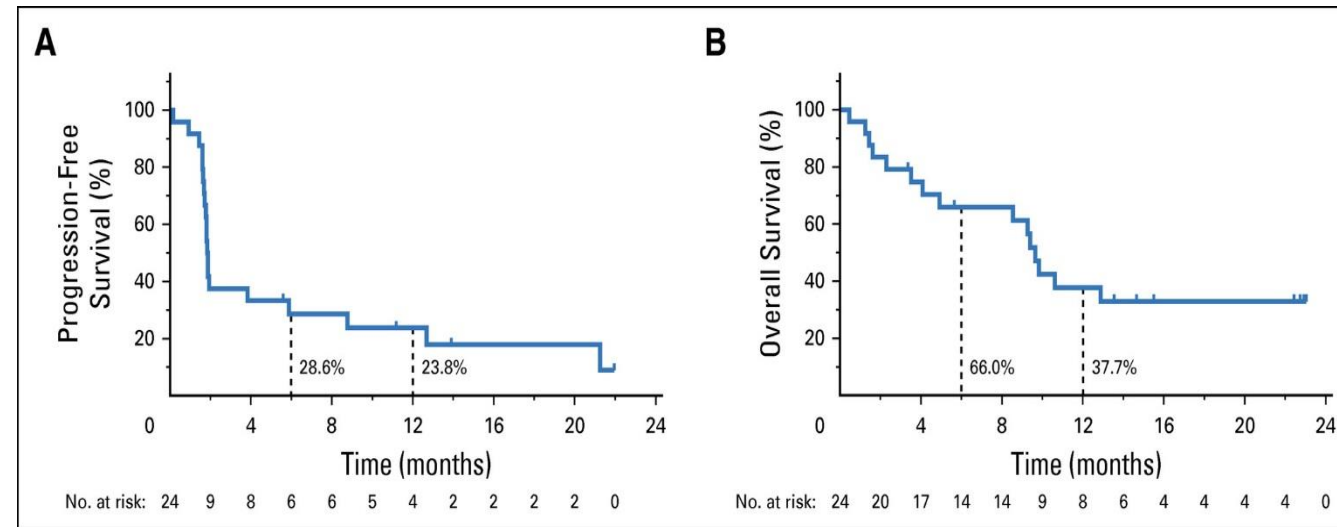 A
Progression-Free
Survival (%)
100
80
60
40
20
28.6%
23.8%
0 4 8 12 16 20 24
Time (months)
No. at risk: 24 9 8 6 6 5 4 2 2 2 2 0
B
Overall Survival (%)
100
80
60
40
20
66.0%
37.7%
0 4 8 12 16 20 24
Time (months)
No. at risk: 24 20 17 14 14 9 8 6 4 4 4 4 0